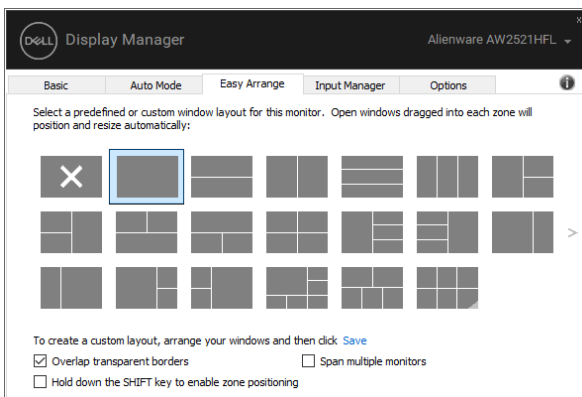 DELL Display Manager Alienware AW2521HFL
Basic Auto Mode Easy Arrange Input Manager Options
Select a predefined or custom window layout for this monitor. Open windows dragged into each zone will
position and resize automatically:
To create a custom layout, arrange your windows and then click Save
Overlap transparent borders Span multiple monitors
Hold down the SHIFT key to enable zone positioning